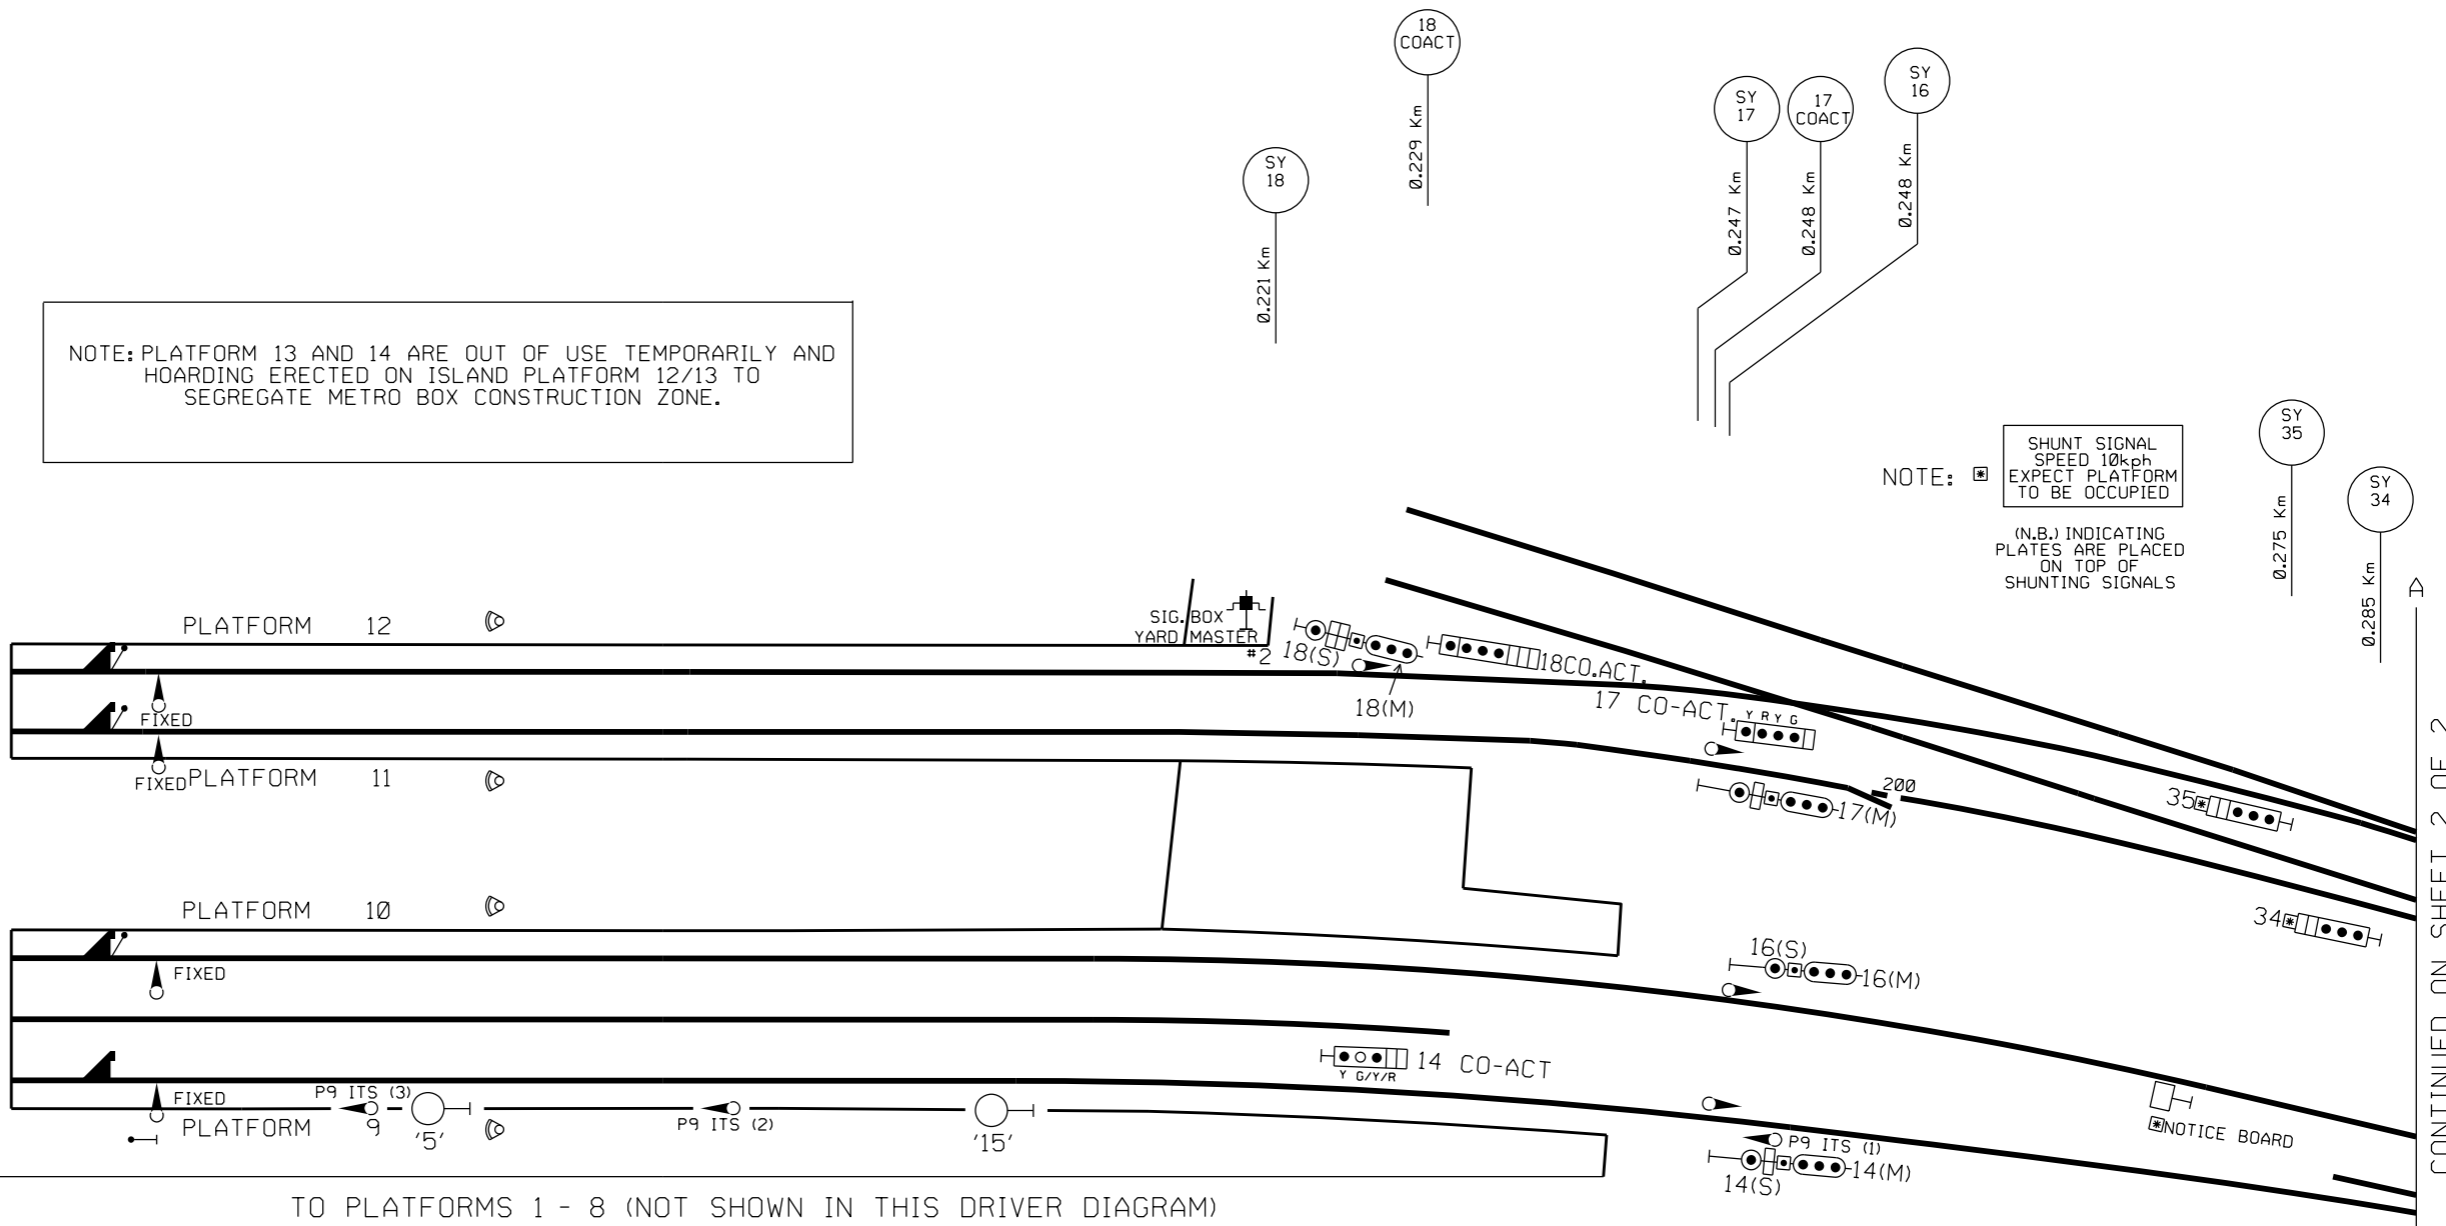 18
COACT
0.229 Km
SY
18
0.221 Km
SY
17
0.247 Km
17
COACT
0.248 Km
SY
16
0.248 Km
NOTE: PLATFORM 13 AND 14 ARE OUT OF USE TEMPORARILY AND
HOARDING ERECTED ON ISLAND PLATFORM 12/13 TO
SEGREGATE METRO BOX CONSTRUCTION ZONE.
NOTE: *
SHUNT SIGNAL
SPEED 10kph
EXPECT PLATFORM
TO BE OCCUPIED
(N.B.) INDICATING
PLATES ARE PLACED
ON TOP OF
SHUNTING SIGNALS
SY
35
0.275 Km
SY
34
0.285 Km
A
PLATFORM 12
SIG. BOX
YARD MASTER
#2
18(S)
18(M)
18CO.ACT.
17 CO-ACT.
Y R Y G
FIXED
FIXED
PLATFORM 11
17(M)
200
35*
34*
PLATFORM 10
FIXED
16(S)
16(M)
14 CO-ACT
Y G/Y/R
FIXED
PLATFORM 9
P9 ITS (3)
'5'
P9 ITS (2)
'15'
P9 ITS (1)
14(S)
14(M)
*NOTICE BOARD
CONTINUED ON SHEET 2 OF 2
TO PLATFORMS 1 - 8 (NOT SHOWN IN THIS DRIVER DIAGRAM)